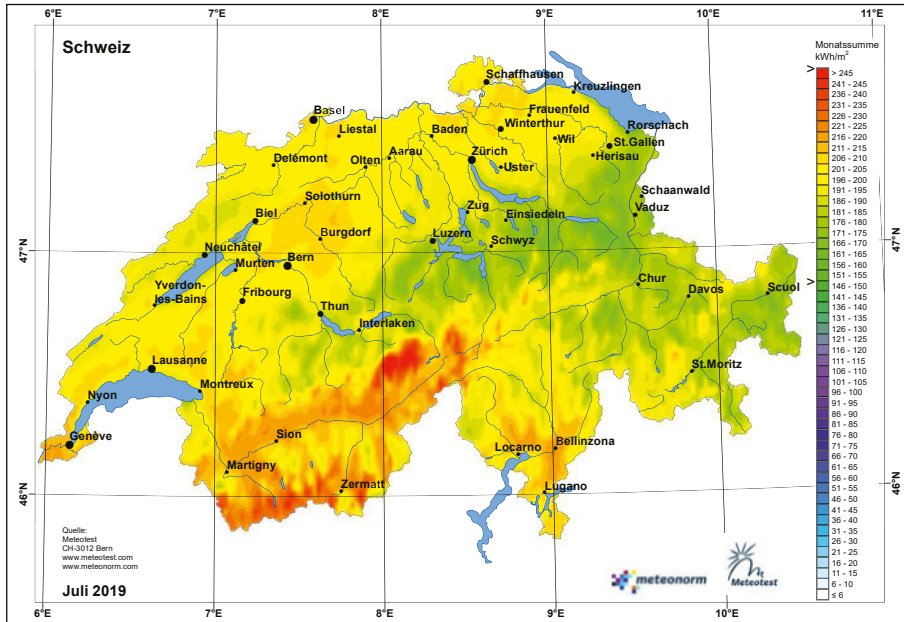 6°E 7°E 8°E 9°E 10°E 11°E
Schweiz
Monatssumme
kWh/m²
>
> 245
241 - 245
236 - 240
231 - 235
226 - 230
221 - 225
216 - 220
211 - 215
206 - 210
201 - 205
196 - 200
191 - 195
186 - 190
181 - 185
176 - 180
171 - 175
166 - 170
161 - 165
156 - 160
151 - 155
>
146 - 150
141 - 145
136 - 140
131 - 135
126 - 130
121 - 125
116 - 120
111 - 115
106 - 110
101 - 105
96 - 100
91 - 95
86 - 90
81 - 85
76 - 80
71 - 75
66 - 70
61 - 65
56 - 60
51 - 55
46 - 50
41 - 45
36 - 40
31 - 35
26 - 30
21 - 25
16 - 20
11 - 15
6 - 10
≤ 6
Schaffhausen
Kreuzlingen
Basel
Frauenfeld
Liestal
Baden
Winterthur
Rorschach
Wil
St.Gallen
Delémont
Olten
Aarau
Zürich
Herisau
Uster
Solothurn
Schaanwald
Biel
Zug
Einsiedeln
Vaduz
Burgdorf
Luzern
Schwyz
47°N
47°N
Neuchâtel
Murten
Bern
Chur
Davos
Scuol
Yverdon-
les-Bains
Fribourg
Thun
Interlaken
Lausanne
St.Moritz
Montreux
Nyon
Genève
Sion
Locarno
Bellinzona
Martigny
Zermatt
Lugano
46°N
46°N
Quelle:
Meteotest
CH-3012 Bern
www.meteotest.com
www.meteonorm.com
Juli 2019
meteonorm
Meteotest
6°E 7°E 8°E 9°E 10°E